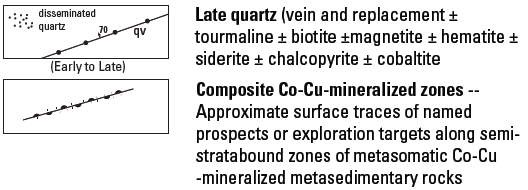 disseminated
quartz
70
qv
(Early to Late)
Late quartz (vein and replacement ±
tourmaline ± biotite ±magnetite ± hematite ±
siderite ± chalcopyrite ± cobaltite
Composite Co-Cu-mineralized zones --
Approximate surface traces of named
prospects or exploration targets along semi-
stratabound zones of metasomatic Co-Cu
-mineralized metasedimentary rocks